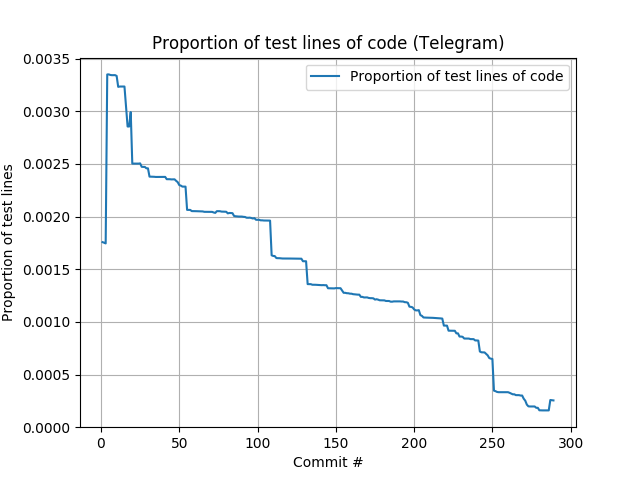 Proportion of test lines of code (Telegram)
Proportion of test lines of code
Proportion of test lines
0.0035
0.0030
0.0025
0.0020
0.0015
0.0010
0.0005
0.0000
0 50 100 150 200 250 300
Commit #